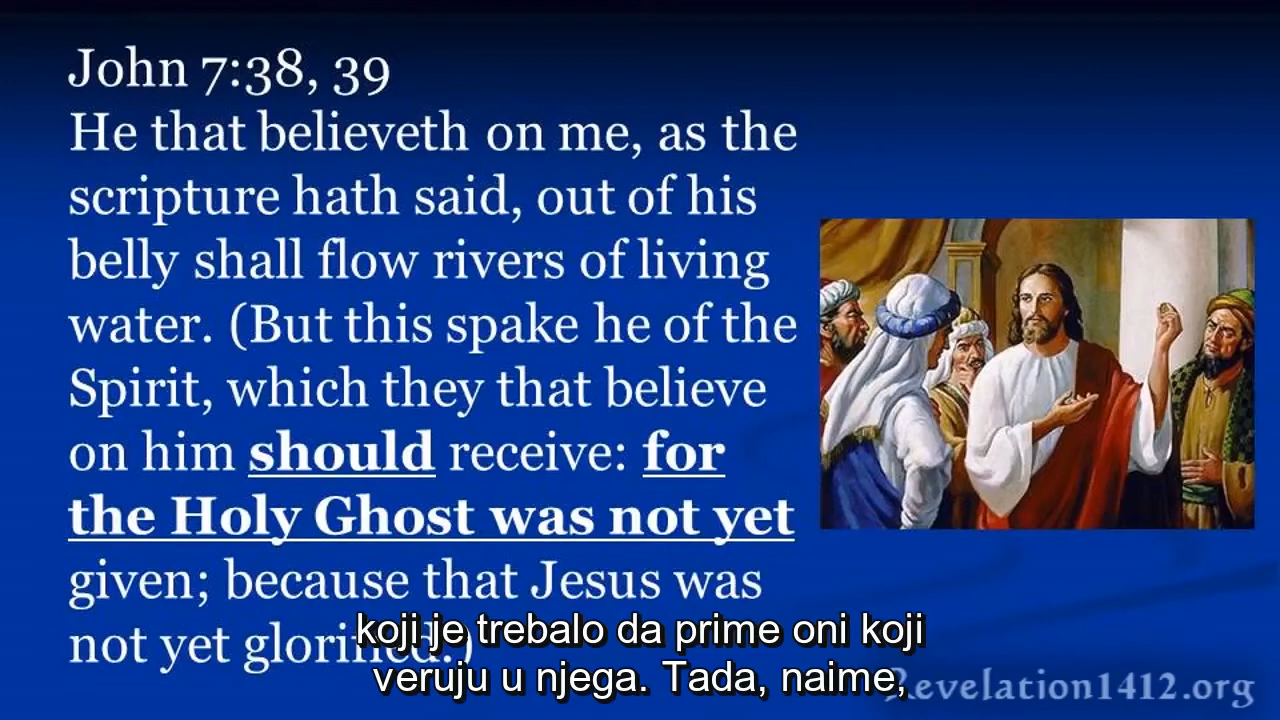 John 7:38, 39
He that believeth on me, as the
scripture hath said, out of his
belly shall flow rivers of living
water. (But this spake he of the
Spirit, which they that believe
on him should receive: for
the Holy Ghost was not yet
given; because that Jesus was
not yet glorified.)
koji je trebalo da prime oni koji
veruju u njega. Tada, naime,
Revelation1412.org